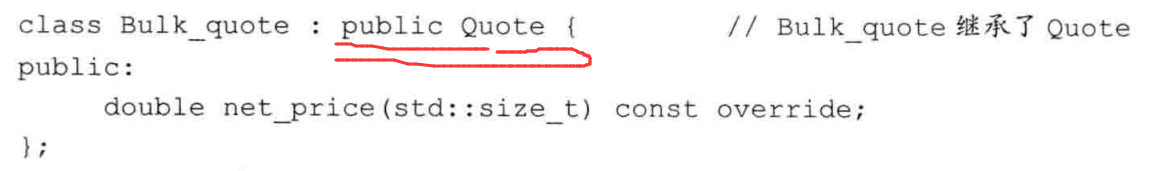 class Bulk_quote : public Quote {    // Bulk_quote 继承了 Quote
public:
    double net_price(std::size_t) const override;
};